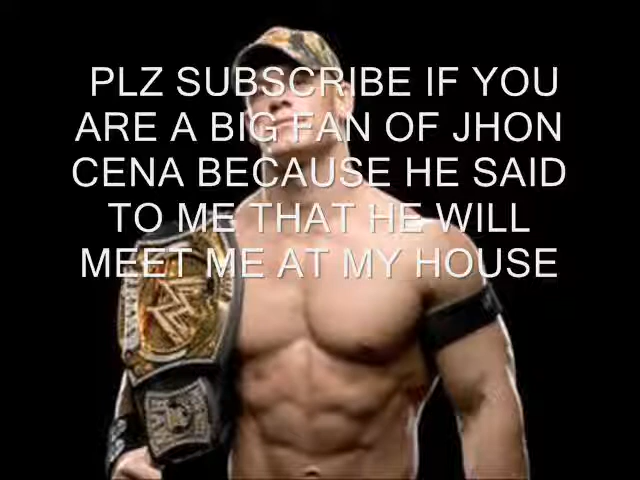 PLZ SUBSCRIBE IF YOU
ARE A BIG FAN OF JHON
CENA BECAUSE HE SAID
TO ME THAT HE WILL
MEET ME AT MY HOUSE